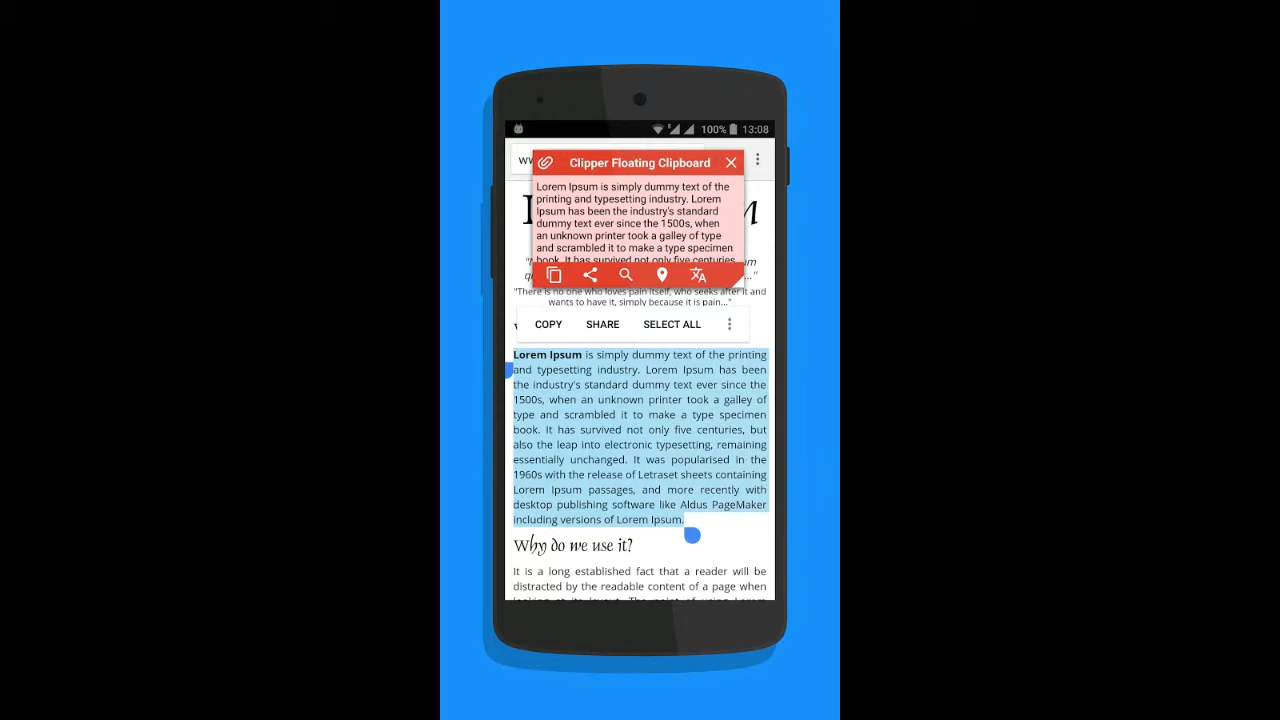 100% 13:08
Clipper Floating Clipboard
Lorem Ipsum is simply dummy text of the
printing and typesetting industry. Lorem
Ipsum has been the industry's standard
dummy text ever since the 1500s, when
an unknown printer took a galley of type
and scrambled it to make a type specimen
book. It has survived not only five centuries
"There is no one who loves pain itself, who seeks after it and
wants to have it, simply because it is pain..."
COPY SHARE SELECT ALL
Lorem Ipsum is simply dummy text of the printing
and typesetting industry. Lorem Ipsum has been
the industry's standard dummy text ever since the
1500s, when an unknown printer took a galley of
type and scrambled it to make a type specimen
book. It has survived not only five centuries, but
also the leap into electronic typesetting, remaining
essentially unchanged. It was popularised in the
1960s with the release of Letraset sheets containing
Lorem Ipsum passages, and more recently with
desktop publishing software like Aldus PageMaker
including versions of Lorem Ipsum.
Why do we use it?
It is a long established fact that a reader will be
distracted by the readable content of a page when